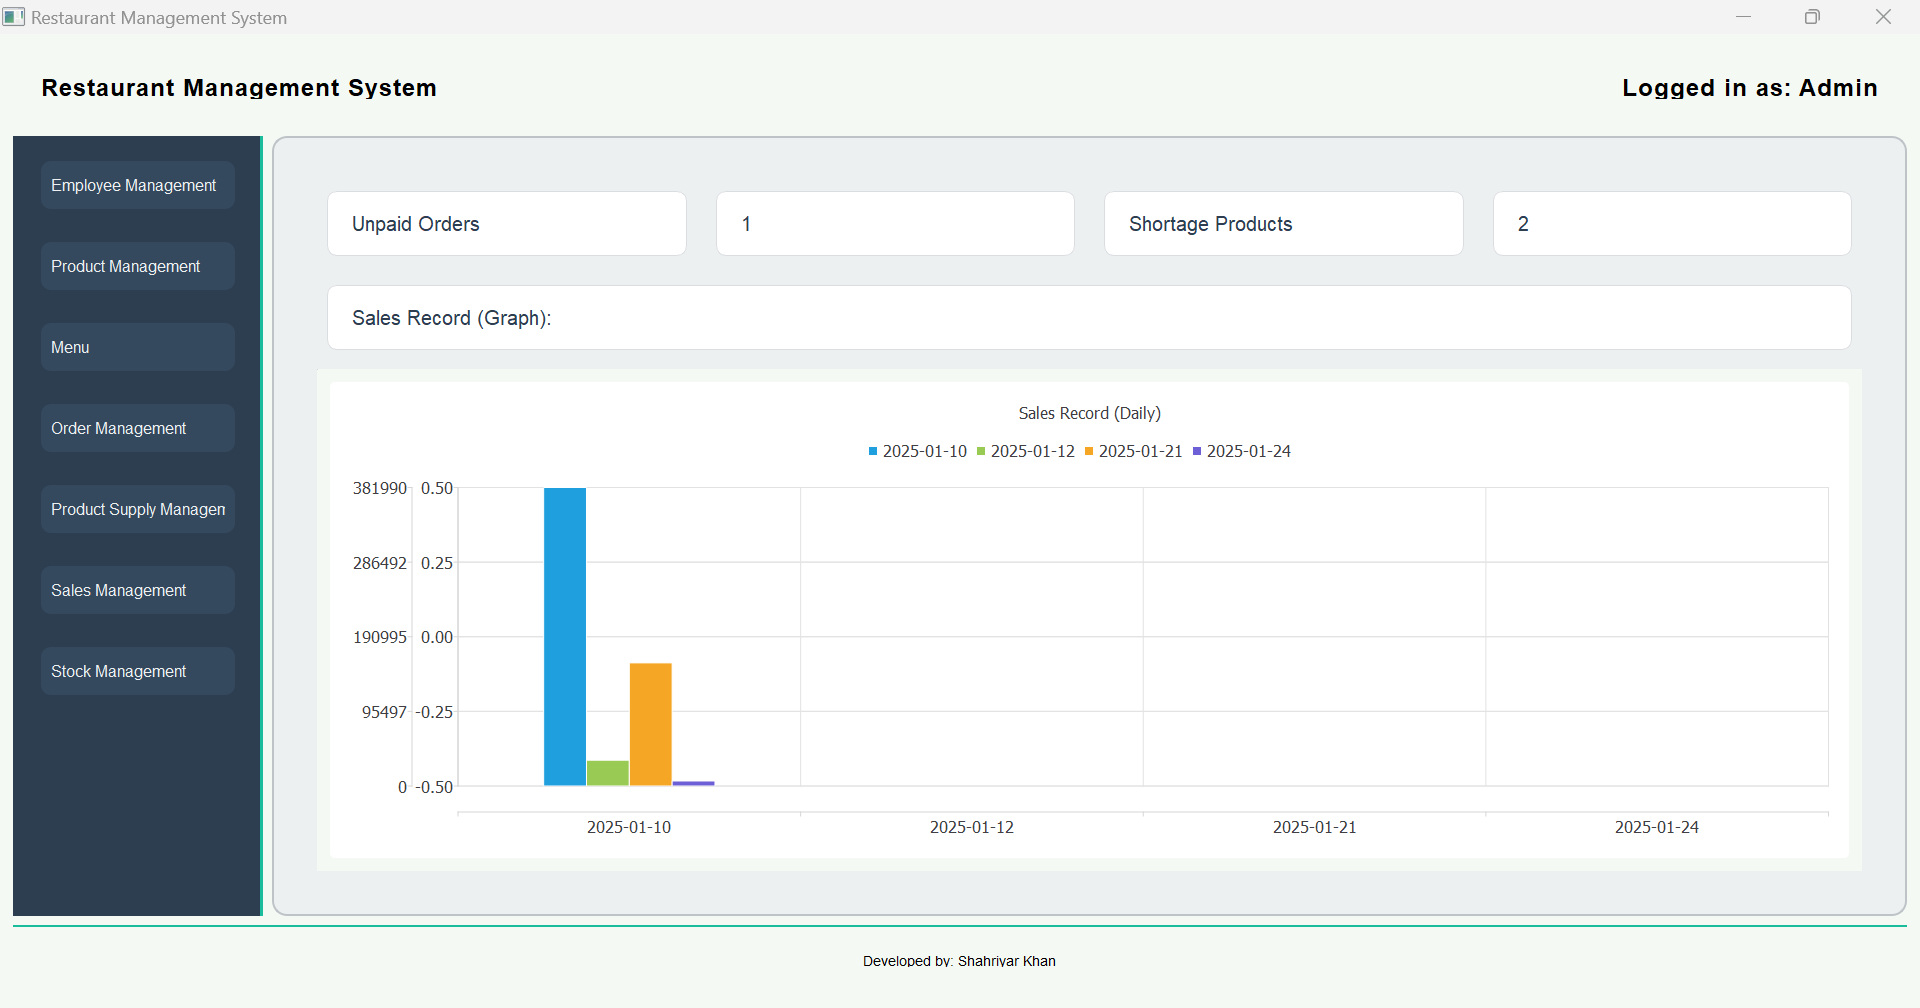 Restaurant Management System
Restaurant Management System
Logged in as: Admin
Employee Management
Product Management
Menu
Order Management
Product Supply Managem
Sales Management
Stock Management
Unpaid Orders
1
Shortage Products
2
Sales Record (Graph):
Sales Record (Daily)
2025-01-10 2025-01-12 2025-01-21 2025-01-24
381990 0.50
286492 0.25
190995 0.00
95497 -0.25
0 -0.50
2025-01-10 2025-01-12 2025-01-21 2025-01-24
Developed by: Shahriyar Khan